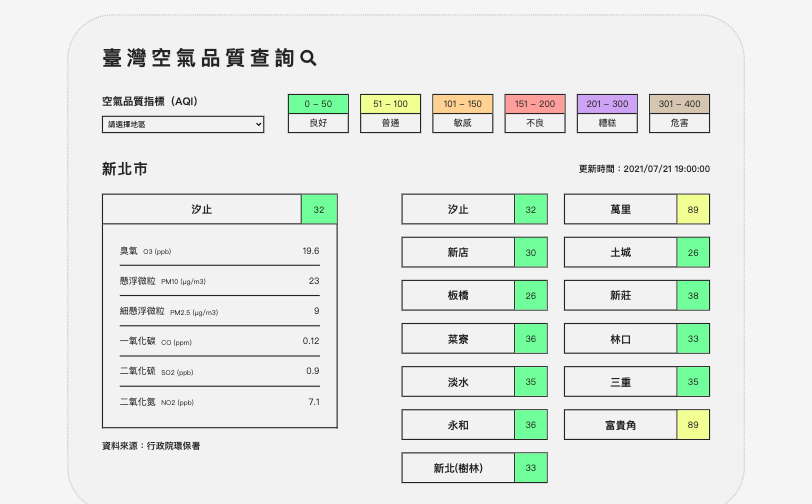 臺灣空氣品質查詢
空氣品質指標（AQI）
請選擇地區
0 – 50
51 – 100
101 – 150
151 – 200
201 – 300
301 – 400
良好
普通
敏感
不良
糟糕
危害
新北市
更新時間：2021/07/21 19:00:00
汐止 32
臭氧 O3 (ppb) 19.6
懸浮微粒 PM10 (μg/m3) 23
細懸浮微粒 PM2.5 (μg/m3) 9
一氧化碳 CO (ppm) 0.12
二氧化硫 SO2 (ppb) 0.9
二氧化氮 NO2 (ppb) 7.1
資料來源：行政院環保署
汐止 32
萬里 89
新店 30
土城 26
板橋 26
新莊 38
菜寮 36
林口 33
淡水 35
三重 35
永和 36
富貴角 89
新北(樹林) 33